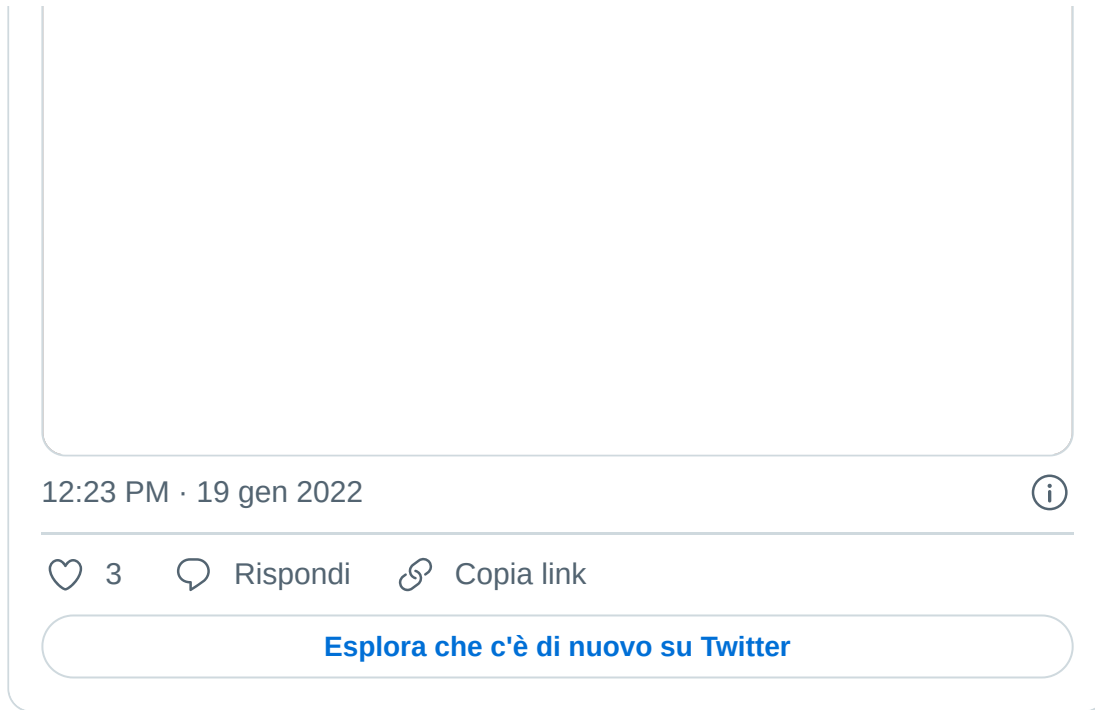 12:23 PM · 19 gen 2022
3 Rispondi Copia link
Esplora che c'è di nuovo su Twitter